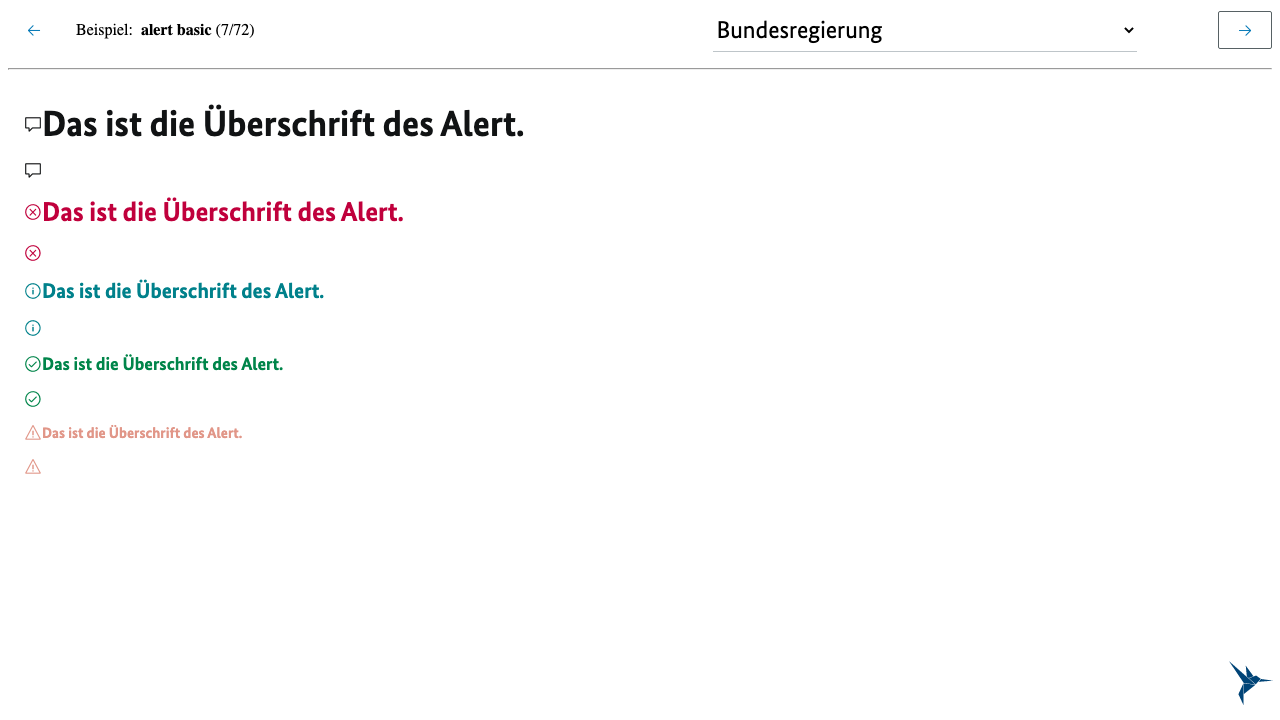 Beispiel: alert basic (7/72)
Bundesregierung
Das ist die Überschrift des Alert.
Das ist die Überschrift des Alert.
Das ist die Überschrift des Alert.
Das ist die Überschrift des Alert.
Das ist die Überschrift des Alert.